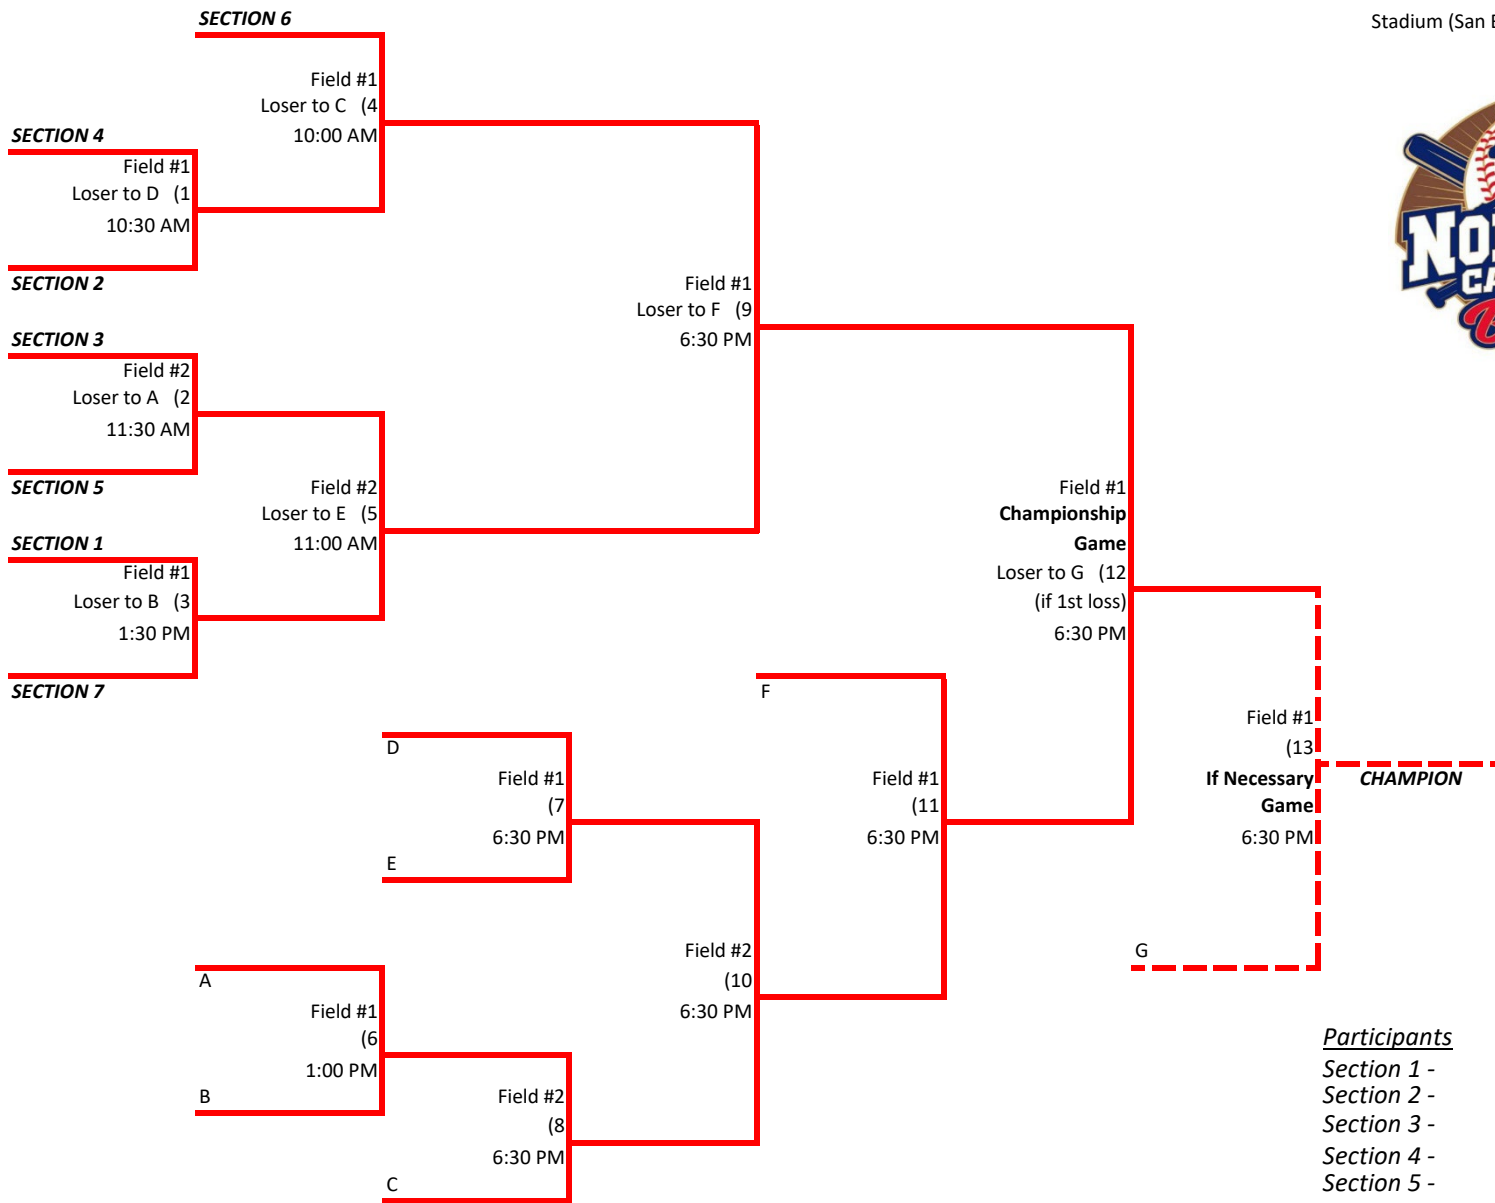 SECTION 6
Stadium (San
Field #1
Loser to C (4
10:00 AM
SECTION 4
Field #1
Loser to D (1
10:30 AM
SECTION 2
SECTION 3
Field #1
Loser to F (9
6:30 PM
Field #2
Loser to A (2
11:30 AM
SECTION 5
Field #2
Loser to E (5
11:00 AM
Field #1
Championship
Game
Loser to G (12
(if 1st loss)
6:30 PM
SECTION 1
Field #1
Loser to B (3
1:30 PM
SECTION 7
F
D
Field #1
(7
6:30 PM
E
Field #1
(11
6:30 PM
Field #1
(13
If Necessary
Game
6:30 PM
CHAMPION
A
Field #1
(6
1:00 PM
B
Field #2
(10
6:30 PM
G
Field #2
(8
6:30 PM
C
Participants
Section 1 -
Section 2 -
Section 3 -
Section 4 -
Section 5 -